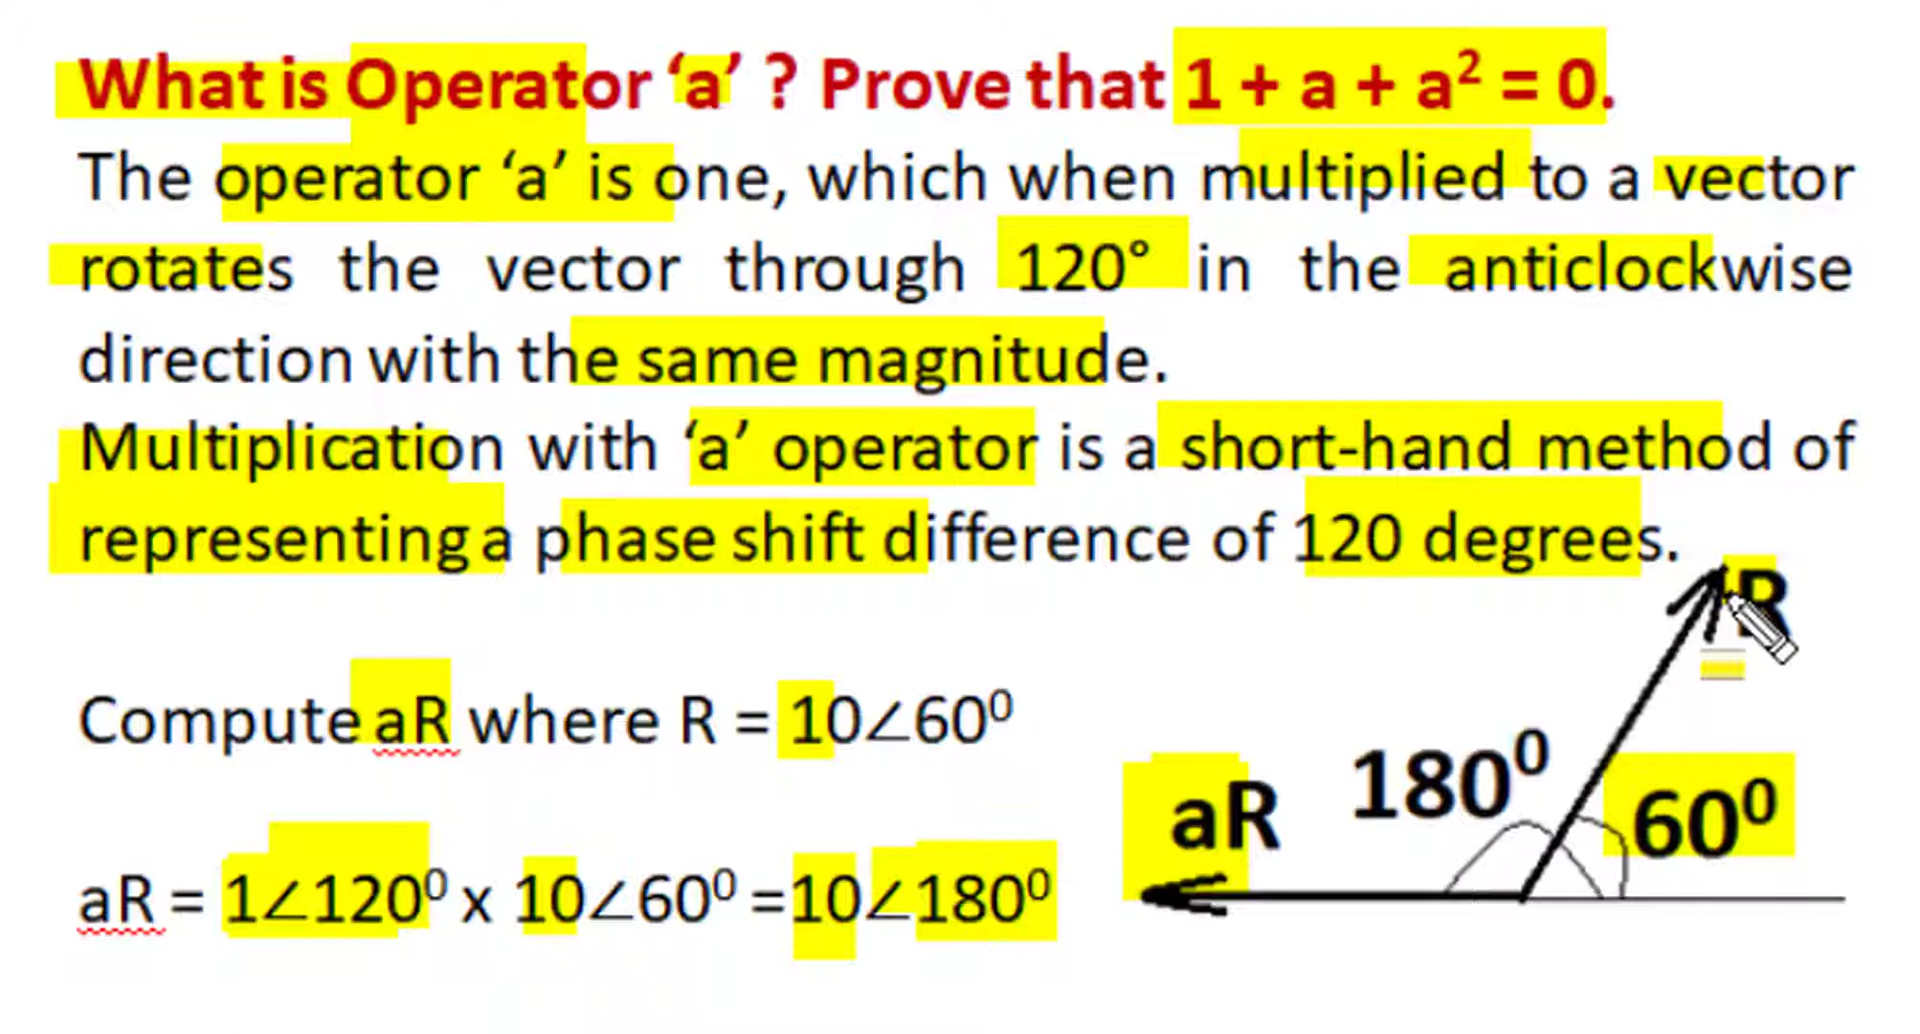 What is Operator ‘a’ ? Prove that 1 + a + a² = 0.
The operator ‘a’ is one, which when multiplied to a vector
rotates the vector through 120° in the anticlockwise
direction with the same magnitude.
Multiplication with ‘a’ operator is a short-hand method of
representing a phase shift difference of 120 degrees.
R
Compute aR where R = 10∠60⁰
180⁰
aR
60⁰
aR = 1∠120⁰ x 10∠60⁰ =10∠180⁰